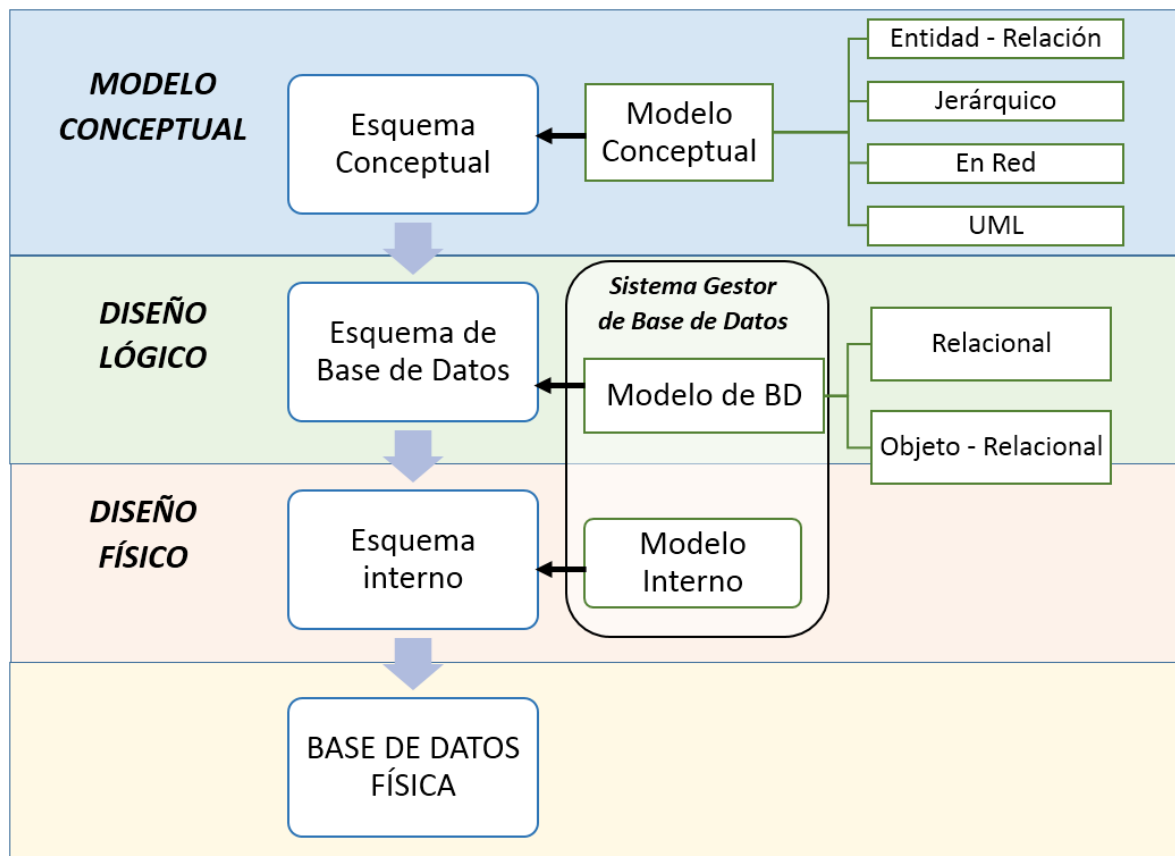 MODELO
CONCEPTUAL
Esquema
Conceptual
Modelo
Conceptual
Entidad - Relación
Jerárquico
En Red
UML
DISEÑO
LÓGICO
Esquema de
Base de Datos
Sistema Gestor
de Base de Datos
Modelo de BD
Relacional
Objeto - Relacional
DISEÑO
FÍSICO
Esquema
interno
Modelo
Interno
BASE DE DATOS
FÍSICA